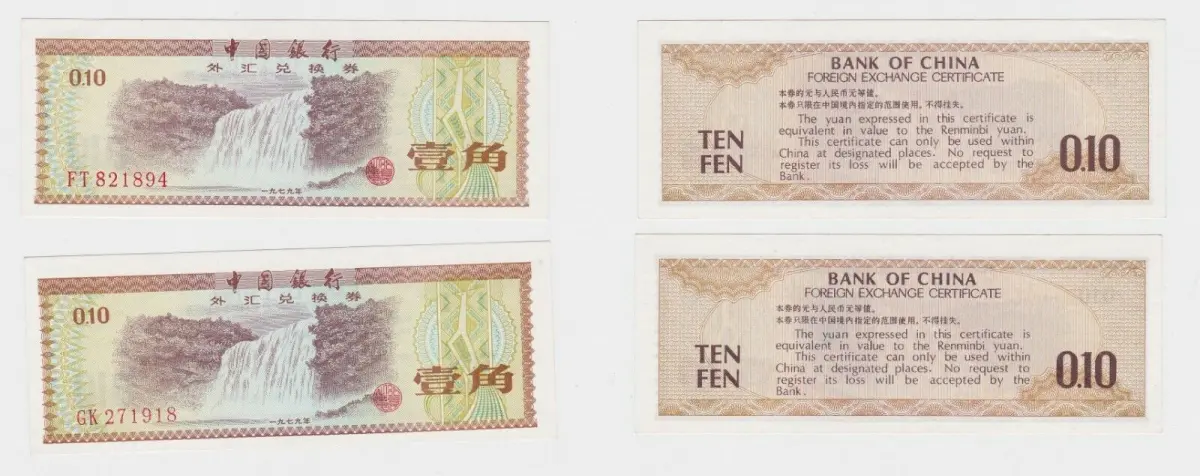 中国银行
外汇兑换券
0.10
壹角
FT 821894
一九七九年
BANK OF CHINA
FOREIGN EXCHANGE CERTIFICATE
本券的元与人民币元等值。
本券只限在中国境内指定的范围使用，不得挂失。
The yuan expressed in this certificate is
equivalent in value to the Renminbi yuan.
This certificate can only be used within
China at designated places. No request to
register its loss will be accepted by the
Bank.
TEN
FEN
0.10
中国银行
外汇兑换券
0.10
壹角
GK 271918
一九七九年
BANK OF CHINA
FOREIGN EXCHANGE CERTIFICATE
本券的元与人民币元等值。
本券只限在中国境内指定的范围使用，不得挂失。
The yuan expressed in this certificate is
equivalent in value to the Renminbi yuan.
This certificate can only be used within
China at designated places. No request to
register its loss will be accepted by the
Bank.
TEN
FEN
0.10